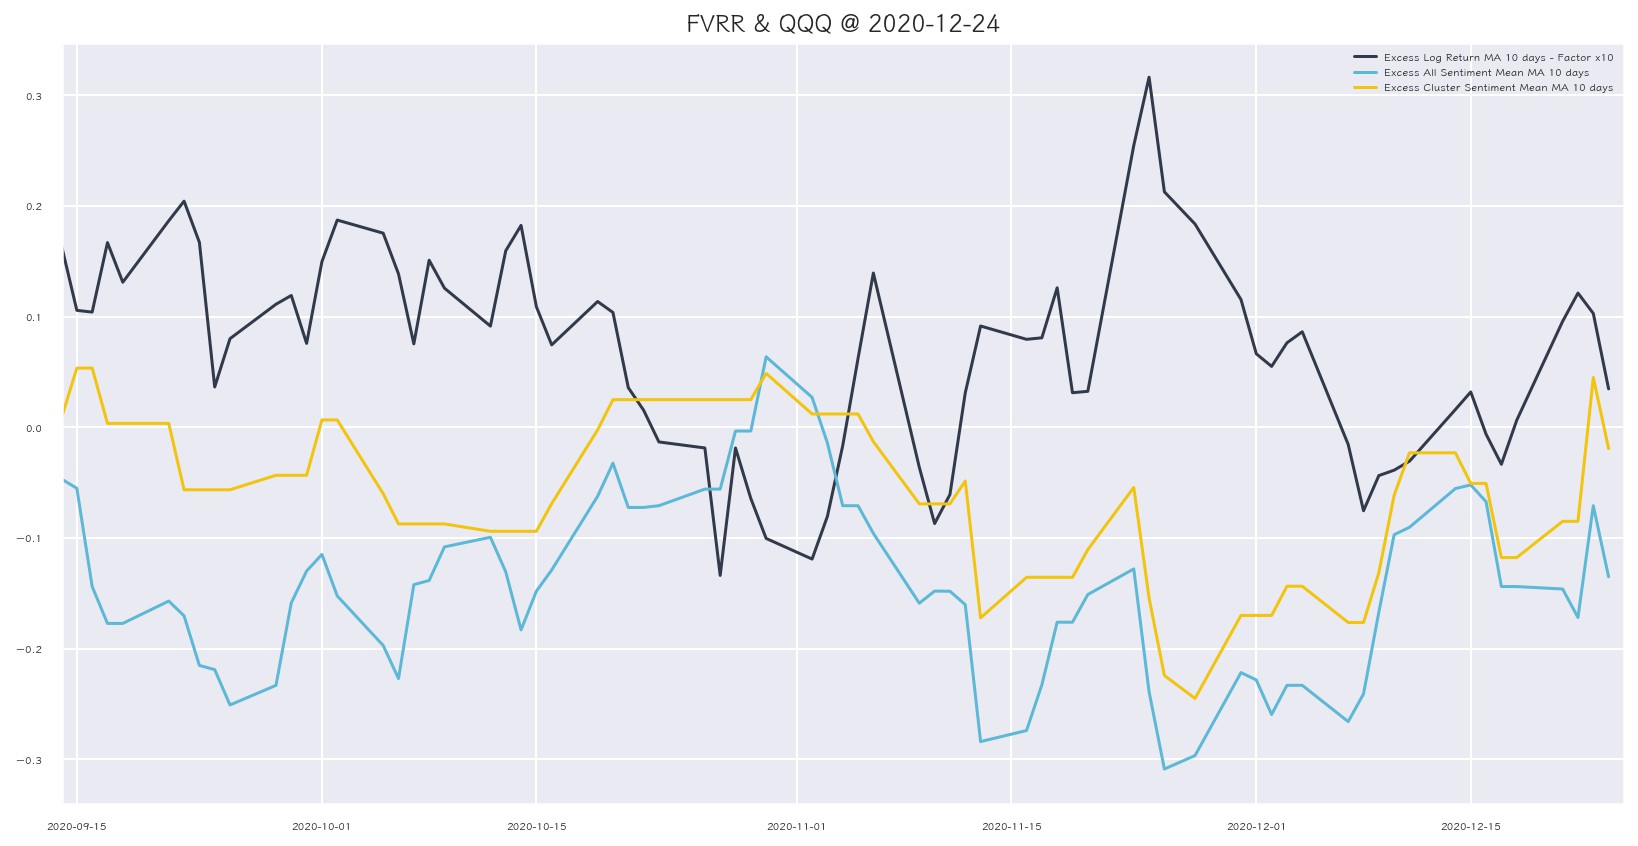 FVRR & QQQ @ 2020-12-24
Excess Log Return MA 10 days - Factor x10
Excess All Sentiment Mean MA 10 days
Excess Cluster Sentiment Mean MA 10 days
0.3
0.2
0.1
0.0
−0.1
−0.2
−0.3
2020-09-15 2020-10-01 2020-10-15 2020-11-01 2020-11-15 2020-12-01 2020-12-15